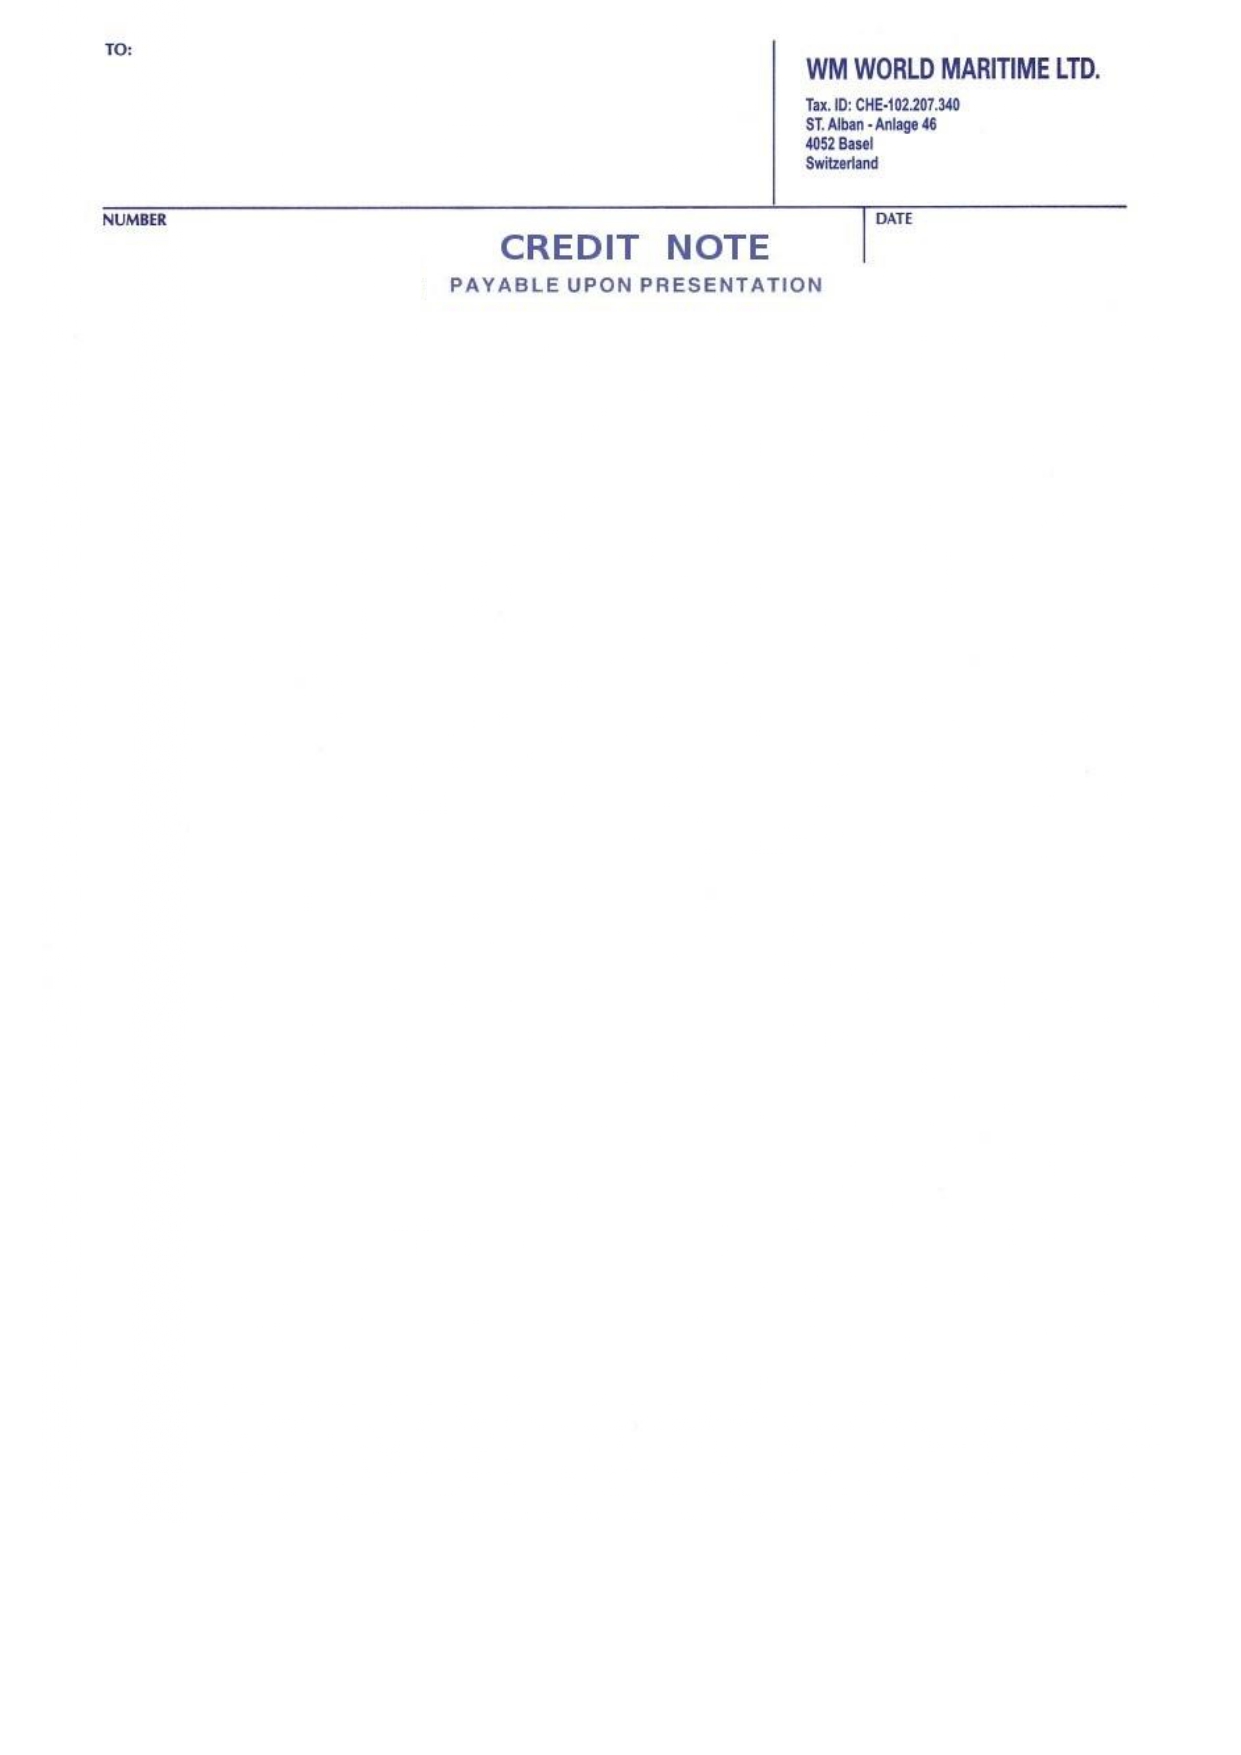 TO:
WM WORLD MARITIME LTD.
Tax. ID: CHE-102.207.340
ST. Alban - Anlage 46
4052 Basel
Switzerland
NUMBER
DATE
CREDIT NOTE
PAYABLE UPON PRESENTATION